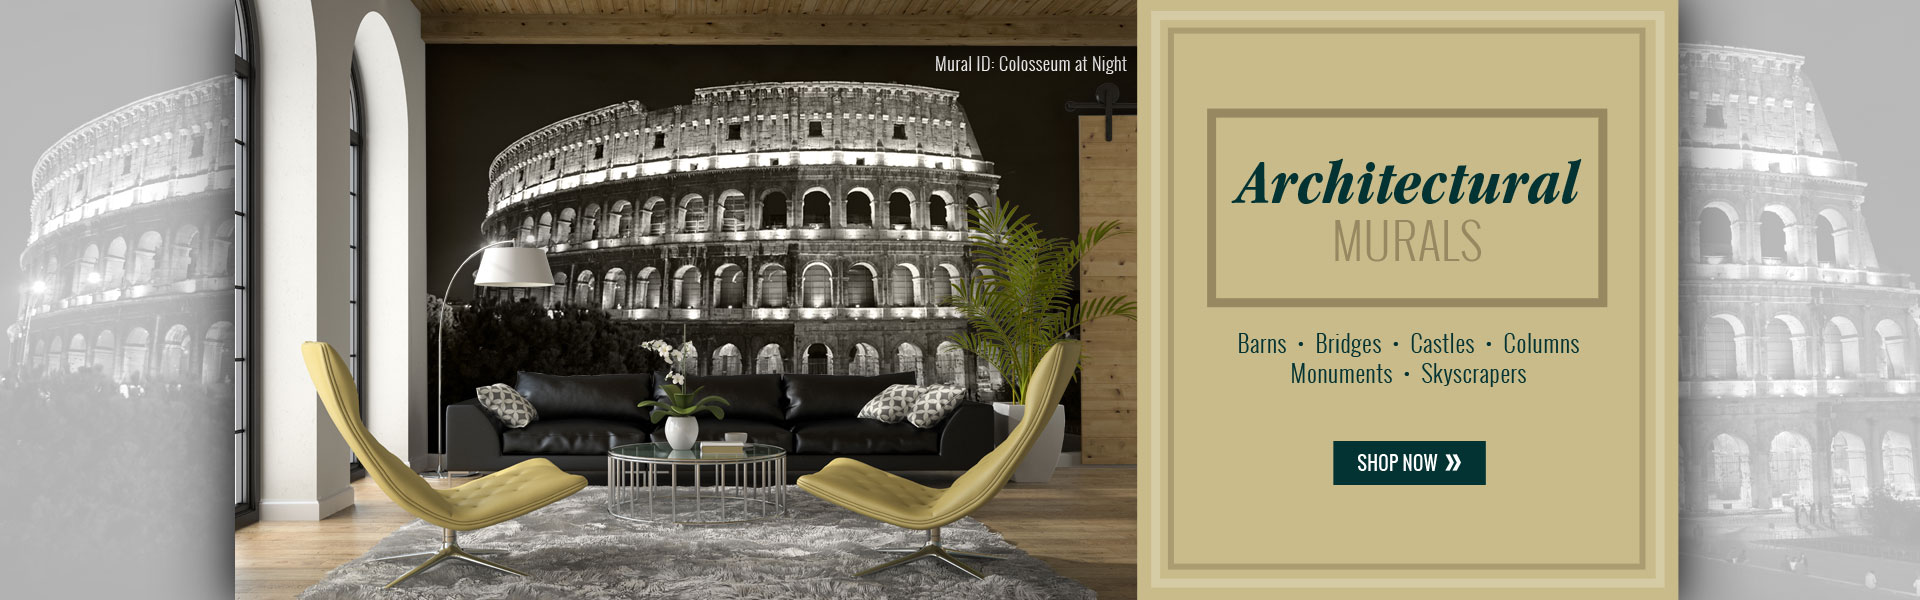 Mural ID: Colosseum at Night
Architectural
MURALS
Barns • Bridges • Castles • Columns
Monuments • Skyscrapers
SHOP NOW »